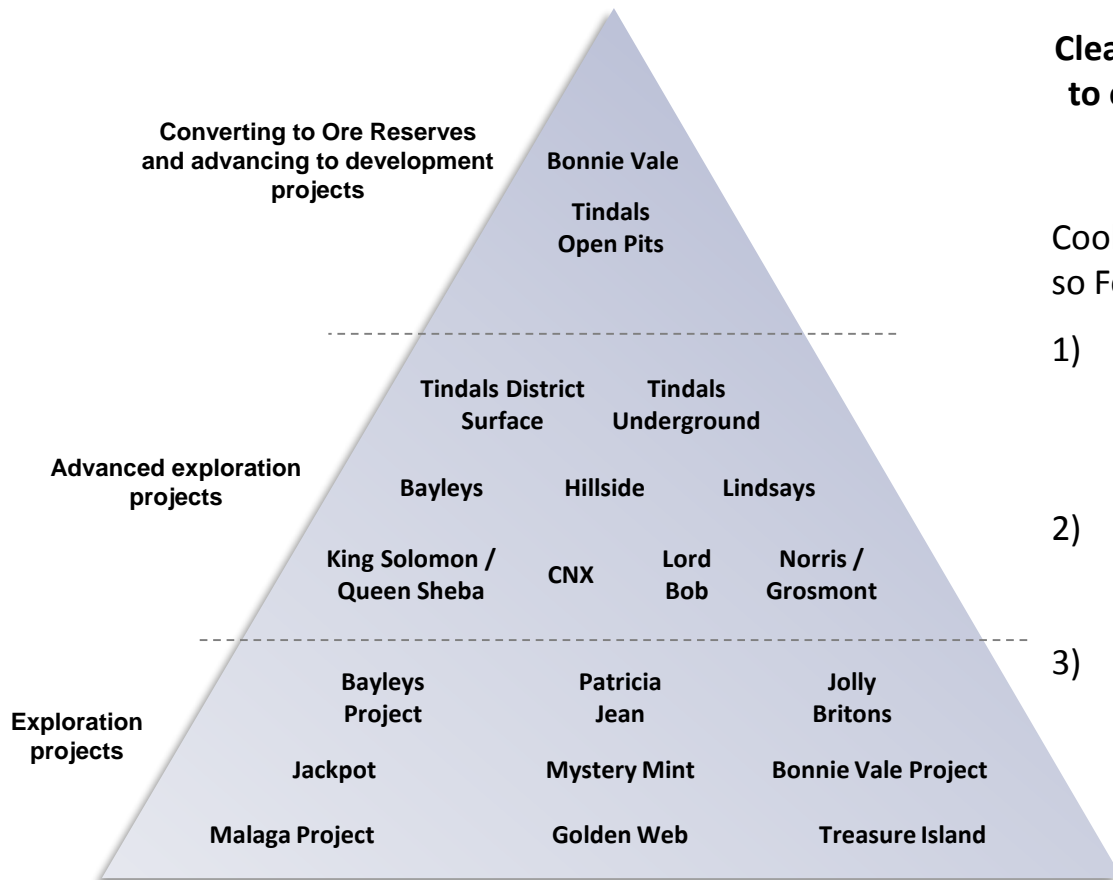 Converting to Ore Reserves
and advancing to development
projects
Bonnie Vale
Tindals
Open Pits
Advanced exploration
projects
Tindals District
Surface
Tindals
Underground
Bayleys
Hillside
Lindsays
King Solomon /
Queen Sheba
CNX
Lord
Bob
Norris /
Grosmont
Exploration
projects
Bayleys
Project
Patricia
Jean
Jolly
Britons
Jackpot
Mystery Mint
Bonnie Vale Project
Malaga Project
Golden Web
Treasure Island
to
so
1)
2)
3)